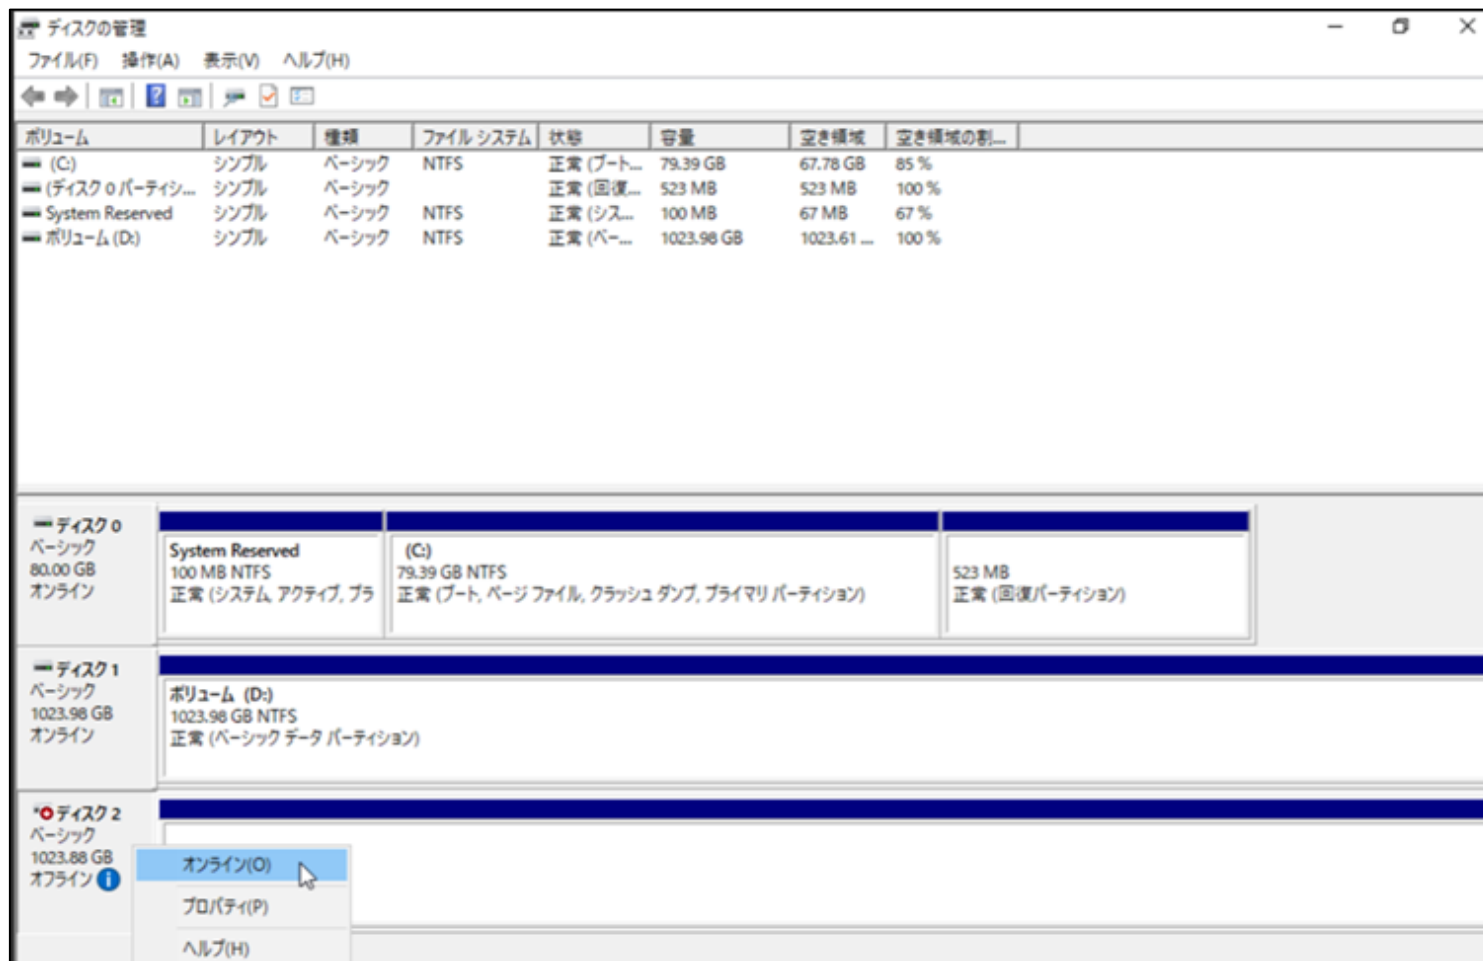 ディスクの管理
ファイル(F) 操作(A) 表示(V) ヘルプ(H)
ボリューム レイアウト 種類 ファイル システム 状態 容量 空き領域 空き領域の割...
(C:) シンプル ベーシック NTFS 正常 (ブート... 79.39 GB 67.78 GB 85 %
(ディスク 0 パーティシ... シンプル ベーシック 正常 (回復... 523 MB 523 MB 100 %
System Reserved シンプル ベーシック NTFS 正常 (シス... 100 MB 67 MB 67 %
ボリューム (D:) シンプル ベーシック NTFS 正常 (ベー... 1023.98 GB 1023.61 ... 100 %
ディスク 0
ベーシック
80.00 GB
オンライン
System Reserved
100 MB NTFS
正常 (システム, アクティブ, プラ
(C:)
79.39 GB NTFS
正常 (ブート, ページ ファイル, クラッシュ ダンプ, プライマリ パーティション)
523 MB
正常 (回復パーティション)
ディスク 1
ベーシック
1023.98 GB
オンライン
ボリューム (D:)
1023.98 GB NTFS
正常 (ベーシック データ パーティション)
ディスク 2
ベーシック
1023.88 GB
オフライン
オンライン(O)
プロパティ(P)
ヘルプ(H)